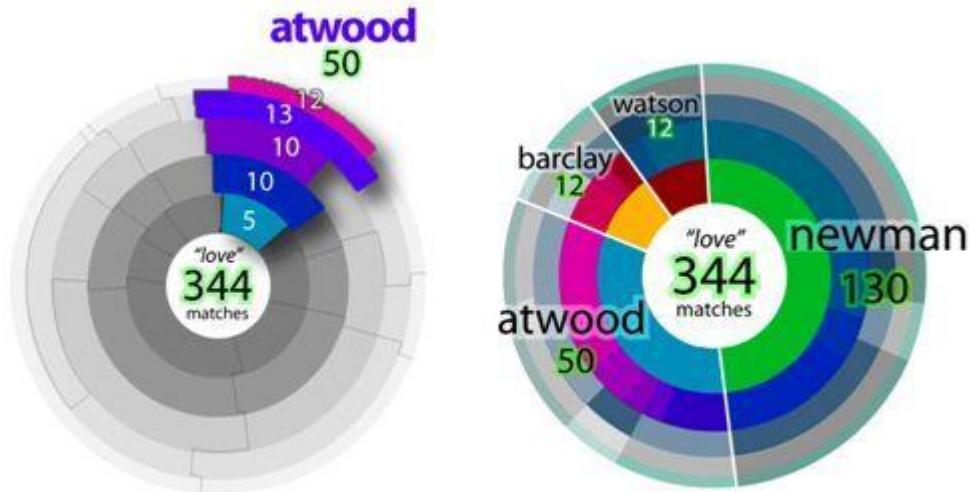 atwood
50
12
13
10
10
5
"love"
344
matches
watson
12
barclay
12
newman
130
"love"
344
matches
atwood
50